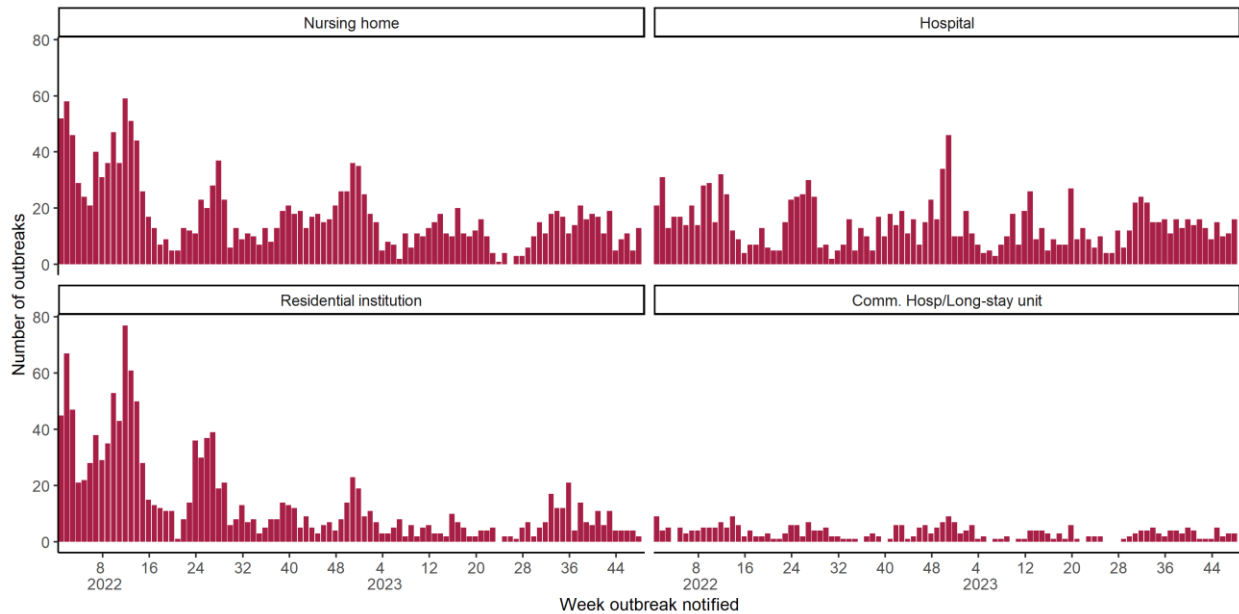 Nursing home
Hospital
80
60
40
20
0
Residential institution
Comm. Hosp/Long-stay unit
80
60
40
20
0
8 16 24 32 40 48 4 12 20 28 36 44
2022 2023
8 16 24 32 40 48 4 12 20 28 36 44
2022 2023
Number of outbreaks
Week outbreak notified